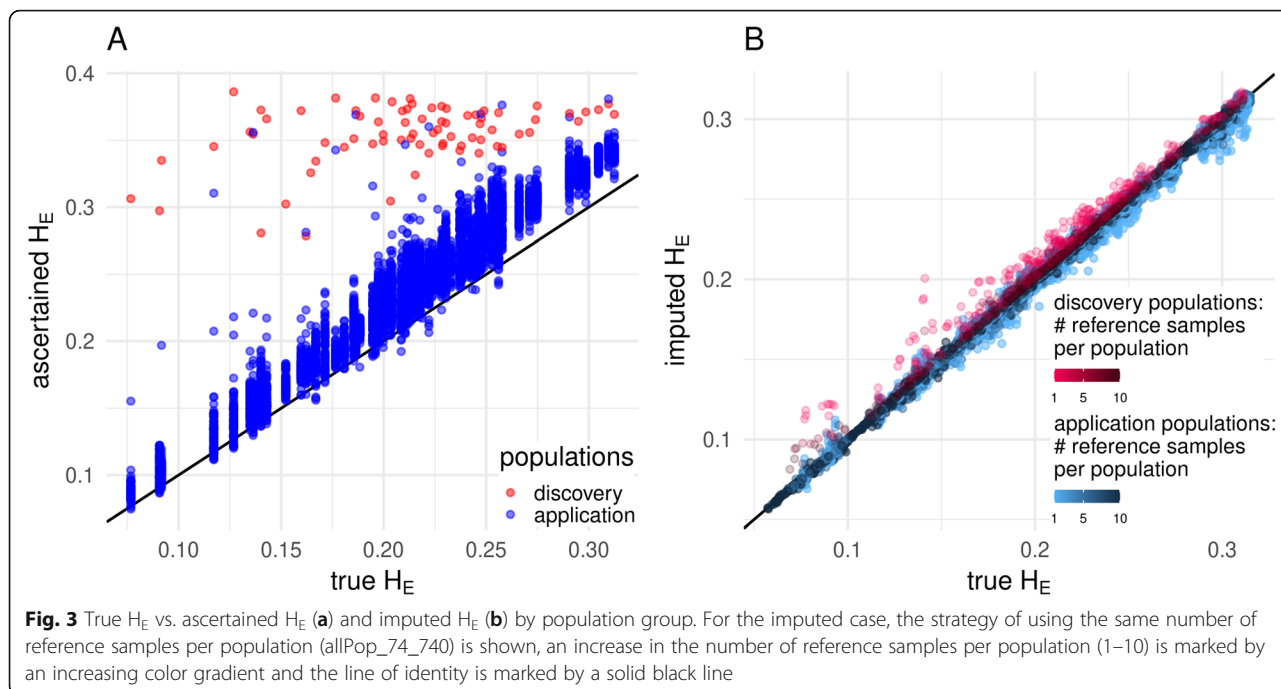 A
0.4
0.3
0.2
0.1
ascertained HE
0.10 0.15 0.20 0.25 0.30
true HE
populations
discovery
application
B
0.3
0.2
0.1
imputed HE
0.1 0.2 0.3
true HE
discovery populations:
# reference samples
per population
1 5 10
application populations:
# reference samples
per population
1 5 10
Fig. 3 True HE vs. ascertained HE (a) and imputed HE (b) by population group. For the imputed case, the strategy of using the same number of
reference samples per population (allPop_74_740) is shown, an increase in the number of reference samples per population (1–10) is marked by
an increasing color gradient and the line of identity is marked by a solid black line